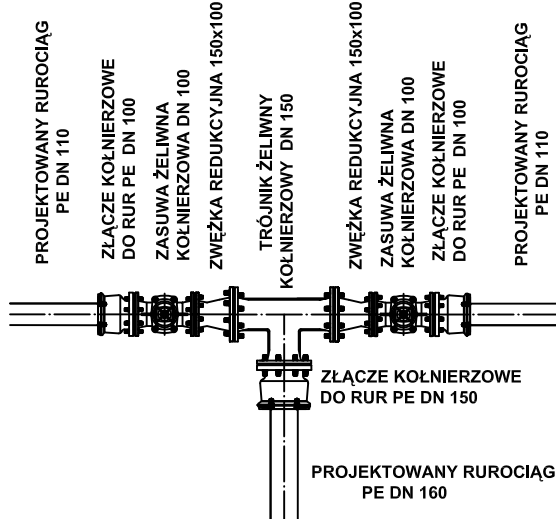 PROJEKTOWANY RUROCIĄG
PE DN 110
ZŁĄCZE KOŁNIERZOWE
DO RUR PE DN 100
ZASUWA ŻELIWNA
KOŁNIERZOWA DN 100
ZWĘŻKA REDUKCYJNA 150x100
TRÓJNIK ŻELIWNY
KOŁNIERZOWY DN 150
ZWĘŻKA REDUKCYJNA 150x100
ZASUWA ŻELIWNA
KOŁNIERZOWA DN 100
ZŁĄCZE KOŁNIERZOWE
DO RUR PE DN 100
PROJEKTOWANY RUROCIĄG
PE DN 110
ZŁĄCZE KOŁNIERZOWE
DO RUR PE DN 150
PROJEKTOWANY RUROCIĄG
PE DN 160